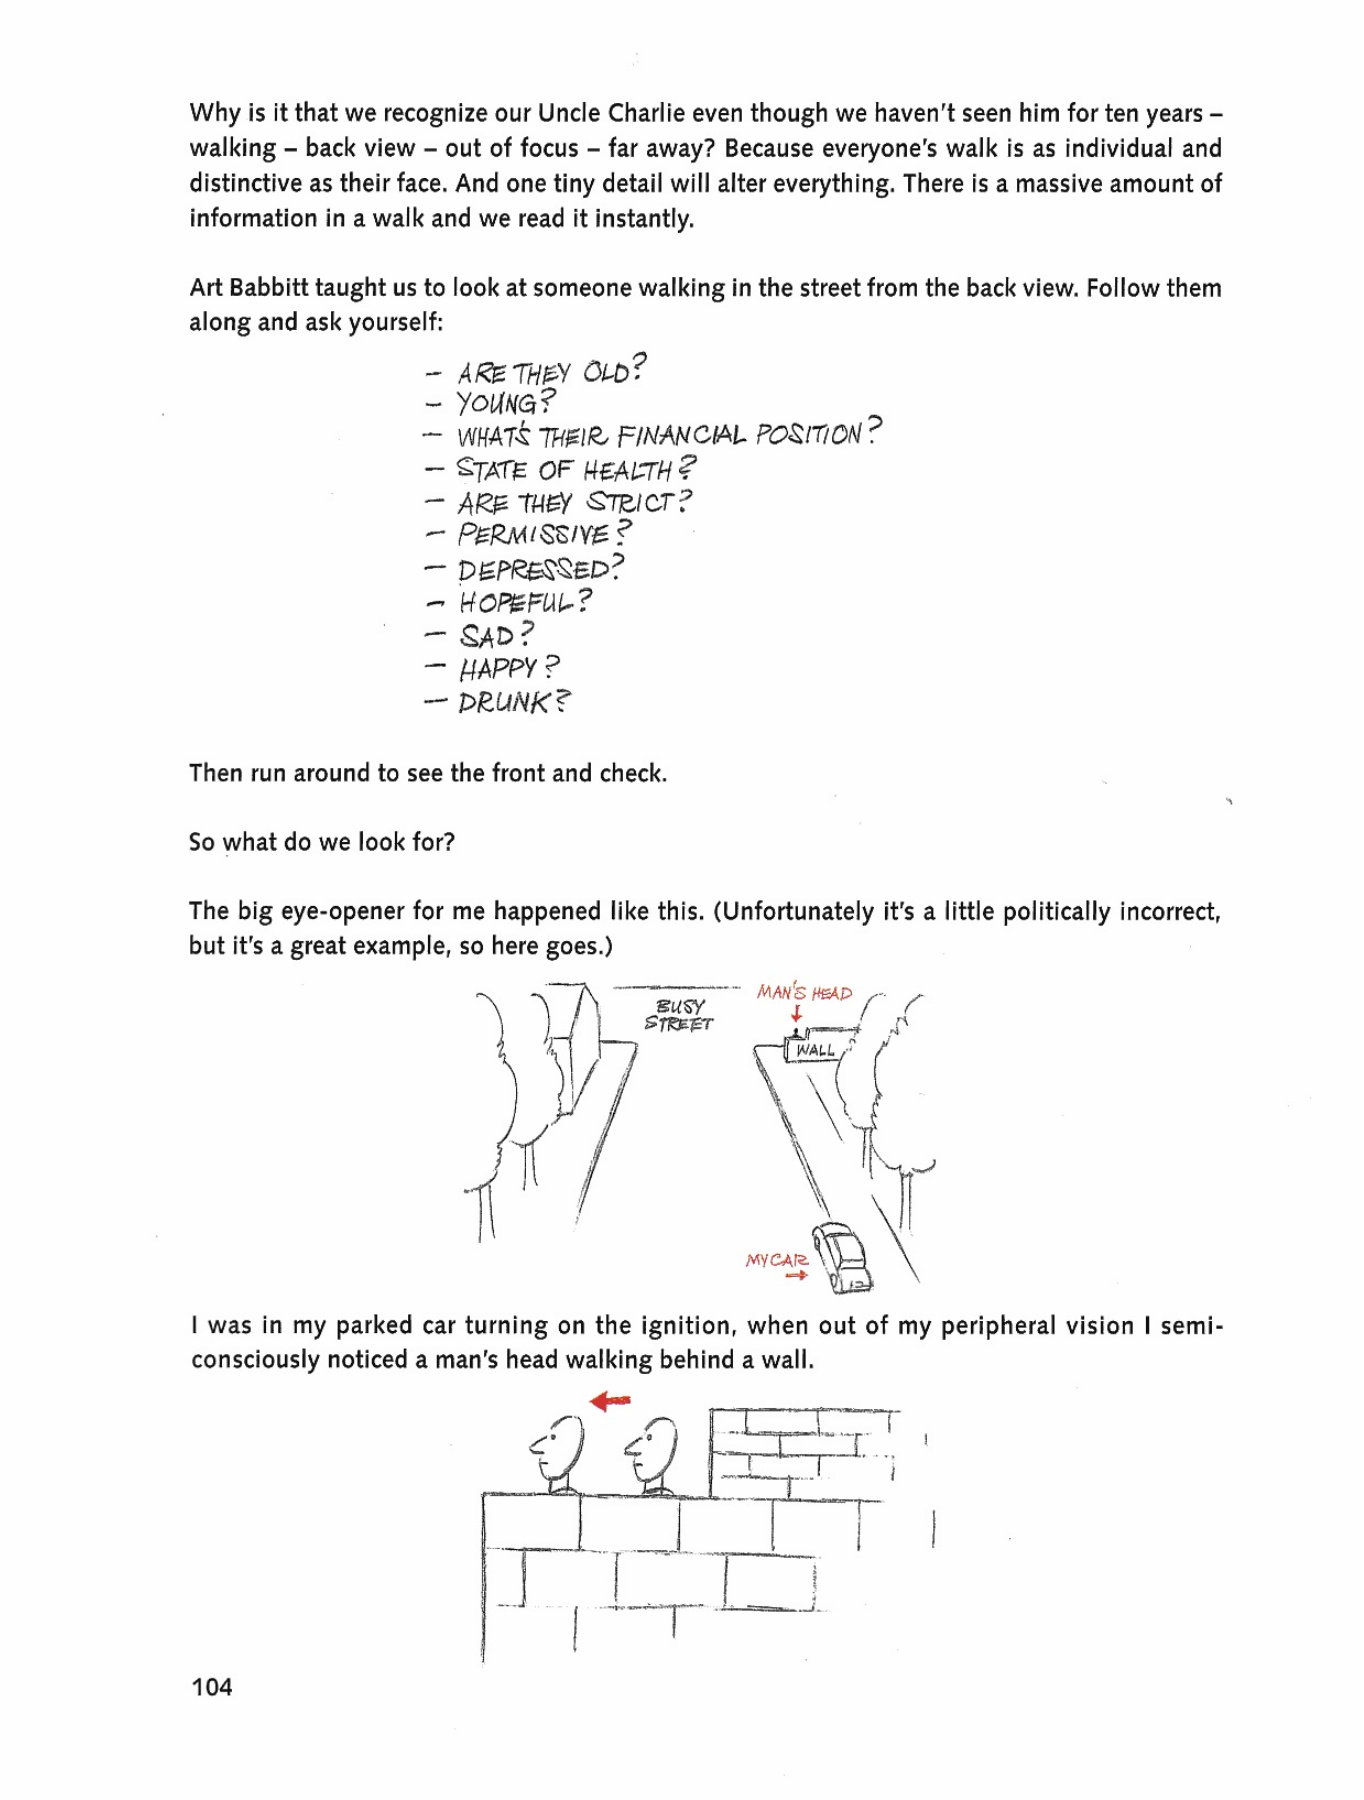 Why is it that we recognize our Uncle Charlie even though we haven't seen him for ten years –
walking – back view – out of focus – far away? Because everyone's walk is as individual and
distinctive as their face. And one tiny detail will alter everything. There is a massive amount of
information in a walk and we read it instantly.
Art Babbitt taught us to look at someone walking in the street from the back view. Follow them
along and ask yourself:
– ARE THEY OLD?
– YOUNG?
– WHAT'S THEIR FINANCIAL POSITION?
– STATE OF HEALTH?
– ARE THEY STRICT?
– PERMISSIVE?
– DEPRESSED?
– HOPEFUL?
– SAD?
– HAPPY?
– DRUNK?
Then run around to see the front and check.
So what do we look for?
The big eye-opener for me happened like this. (Unfortunately it's a little politically incorrect,
but it's a great example, so here goes.)
MAN'S HEAD
BUSY
STREET
WALL
MY CAR
I was in my parked car turning on the ignition, when out of my peripheral vision I semi-
consciously noticed a man's head walking behind a wall.
104